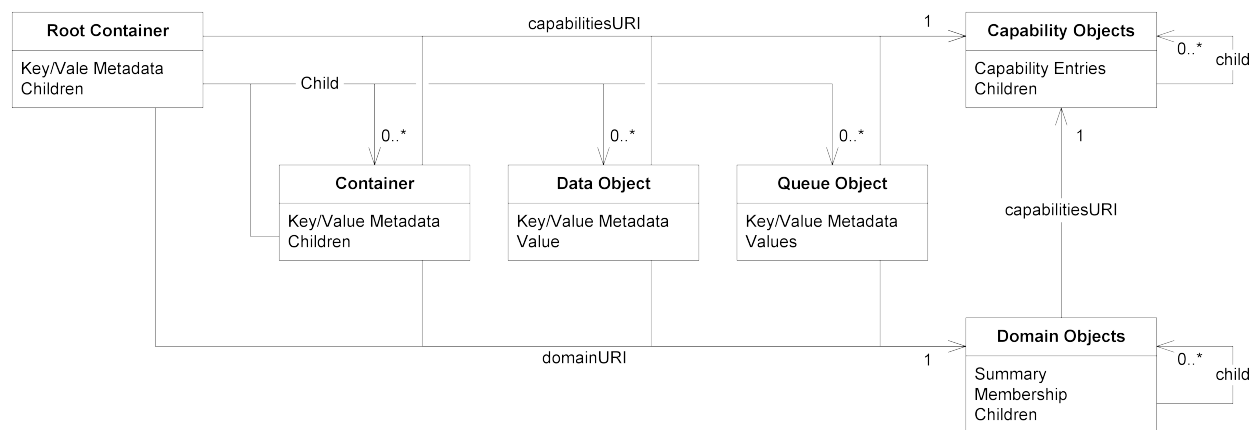 Root Container
Key/Vale Metadata
Children
capabilitiesURI
1
Capability Objects
Capability Entries
Children
0..*
child
Child
0..*
0..*
0..*
1
Container
Key/Value Metadata
Children
Data Object
Key/Value Metadata
Value
Queue Object
Key/Value Metadata
Values
capabilitiesURI
domainURI
1
Domain Objects
Summary
Membership
Children
0..*
child